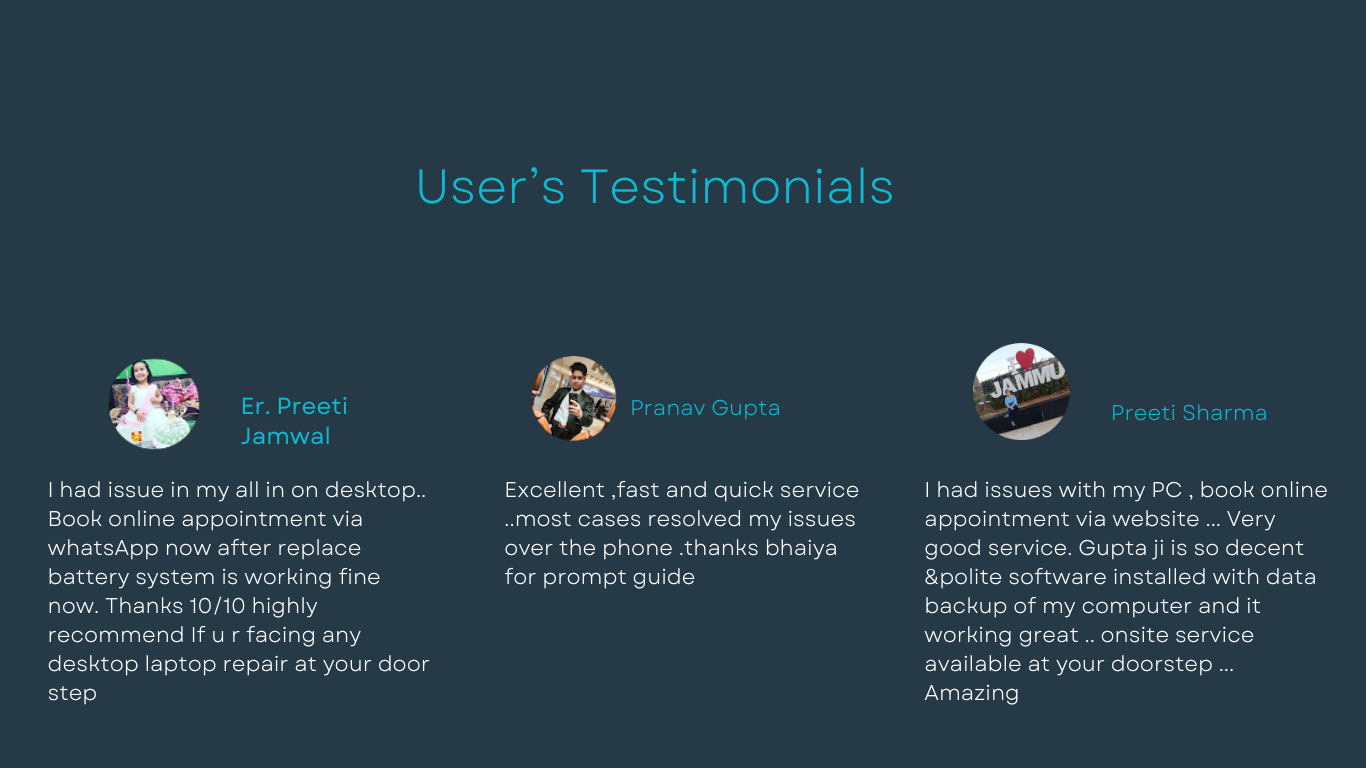 User’s Testimonials
Er. Preeti
Jamwal
I had issue in my all in on desktop..
Book online appointment via
whatsApp now after replace
battery system is working fine
now. Thanks 10/10 highly
recommend If u r facing any
desktop laptop repair at your door
step
Pranav Gupta
Excellent ,fast and quick service
..most cases resolved my issues
over the phone .thanks bhaiya
for prompt guide
I
JAMMU
Preeti Sharma
I had issues with my PC , book online
appointment via website ... Very
good service. Gupta ji is so decent
&polite software installed with data
backup of my computer and it
working great .. onsite service
available at your doorstep ...
Amazing